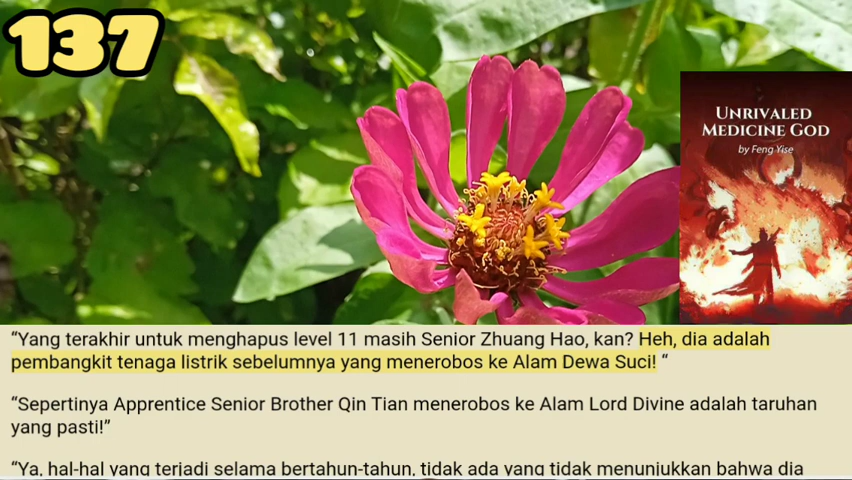 137
UNRIVALED
MEDICINE GOD
by Feng Yise
“Yang terakhir untuk menghapus level 11 masih Senior Zhuang Hao, kan? Heh, dia adalah
pembangkit tenaga listrik sebelumnya yang menerobos ke Alam Dewa Suci! “
“Sepertinya Apprentice Senior Brother Qin Tian menerobos ke Alam Lord Divine adalah taruhan
yang pasti!”
“Ya, hal-hal yang terjadi selama bertahun-tahun, tidak ada yang tidak menunjukkan bahwa dia